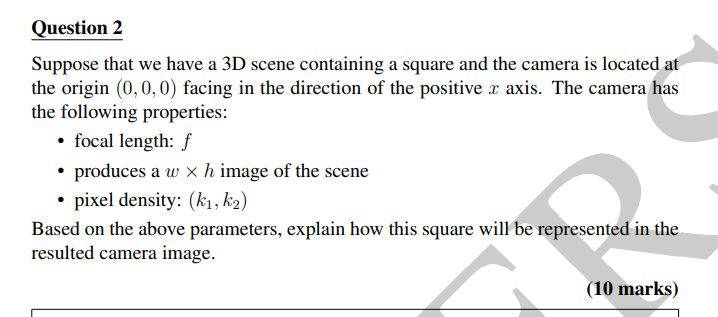 Question 2
Suppose that we have a 3D scene containing a square and the camera is located at
the origin (0, 0, 0) facing in the direction of the positive x axis. The camera has
the following properties:
• focal length: f
• produces a w × h image of the scene
• pixel density: (k₁, k₂)
Based on the above parameters, explain how this square will be represented in the
resulted camera image.
(10 marks)
ERS